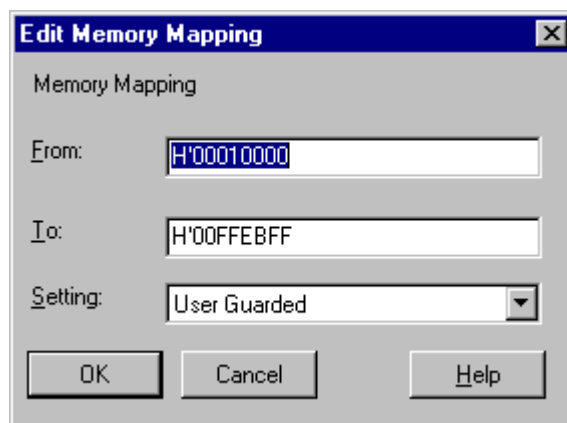 Edit Memory Mapping
Memory Mapping
From: H'00010000
To: H'00FFEBFF
Setting: User Guarded
OK Cancel Help